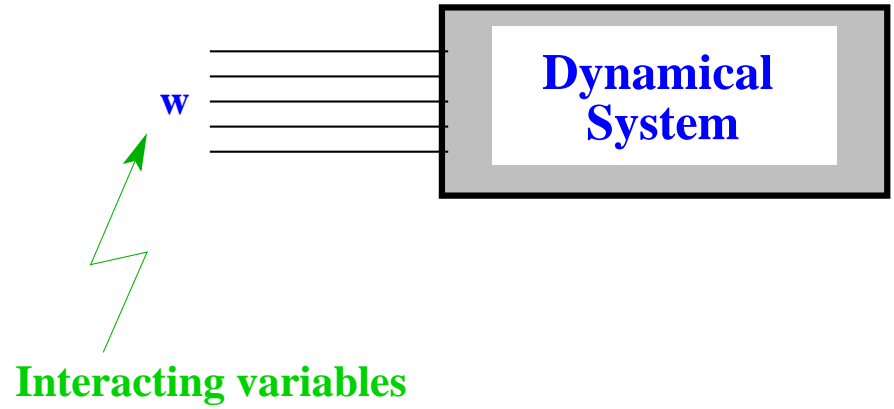 Dynamical
System
w
Interacting variables